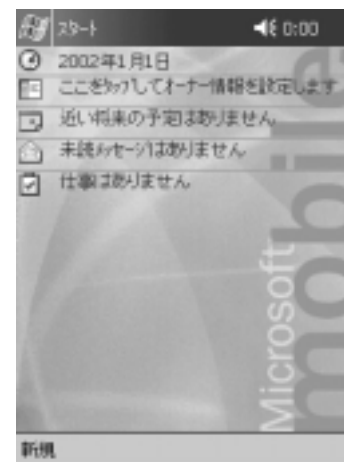 スタート 0:00
2002年1月1日
ここをタップしてオーナー情報を設定します
近い将来の予定はありません
未読メッセージはありません
仕事はありません
Microsoft
mobile
新規